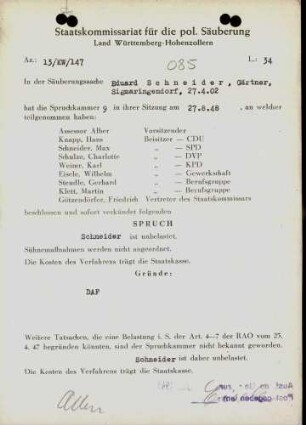 Staatskommissariat für die pol. Säuberung
Land Württemberg-Hohenzollern
Az.: 13/KW/147 085 L. 34
In der Säuberungssache Eduard Schneider, Gärtner,
Sigmaringendorf, 27.4.02
hat die Spruchkammer 9 in ihrer Sitzung am 27.8.48 , an welcher
teilgenommen haben:
Assessor Alber Vorsitzender
Knapp, Hans Beisitzer — CDU
Schneider, Max „ — SPD
Schulze, Charlotte „ — DVP
Weiner, Karl „ — KPD
Eisele, Wilhelm „ — Gewerkschaft
Steudle, Gerhard „ — Berufsgruppe
Klett, Martin „ — Berufsgruppe
Götzendörfer, Friedrich Vertreter des Staatskommissars
beschlossen und sofort verkündet folgenden
SPRUCH
Schneider ist unbelastet.
Sühnemaßnahmen werden nicht angeordnet.
Die Kosten des Verfahrens trägt die Staatskasse.
Gründe:
DAF
Weitere Tatsachen, die eine Belastung i. S. der Art. 4—7 der RAO vom 25.
4. 47 begründen könnten, sind der Spruchkammer nicht bekannt geworden.
Schneider ist daher unbelastet.
Die Kosten des Verfahrens trägt die Staatskasse.